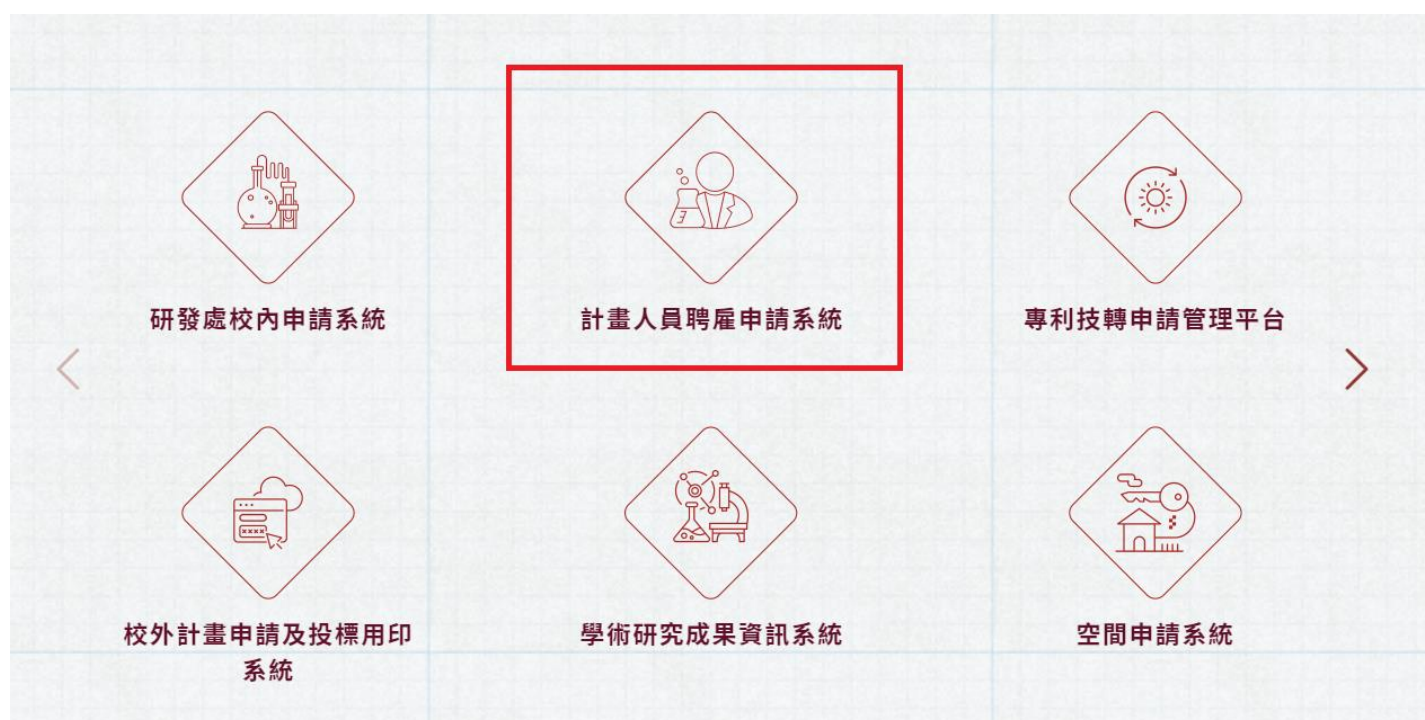 研發處校內申請系統
計畫人員聘雇申請系統
專利技轉申請管理平台
校外計畫申請及投標用印
系統
學術研究成果資訊系統
空間申請系統